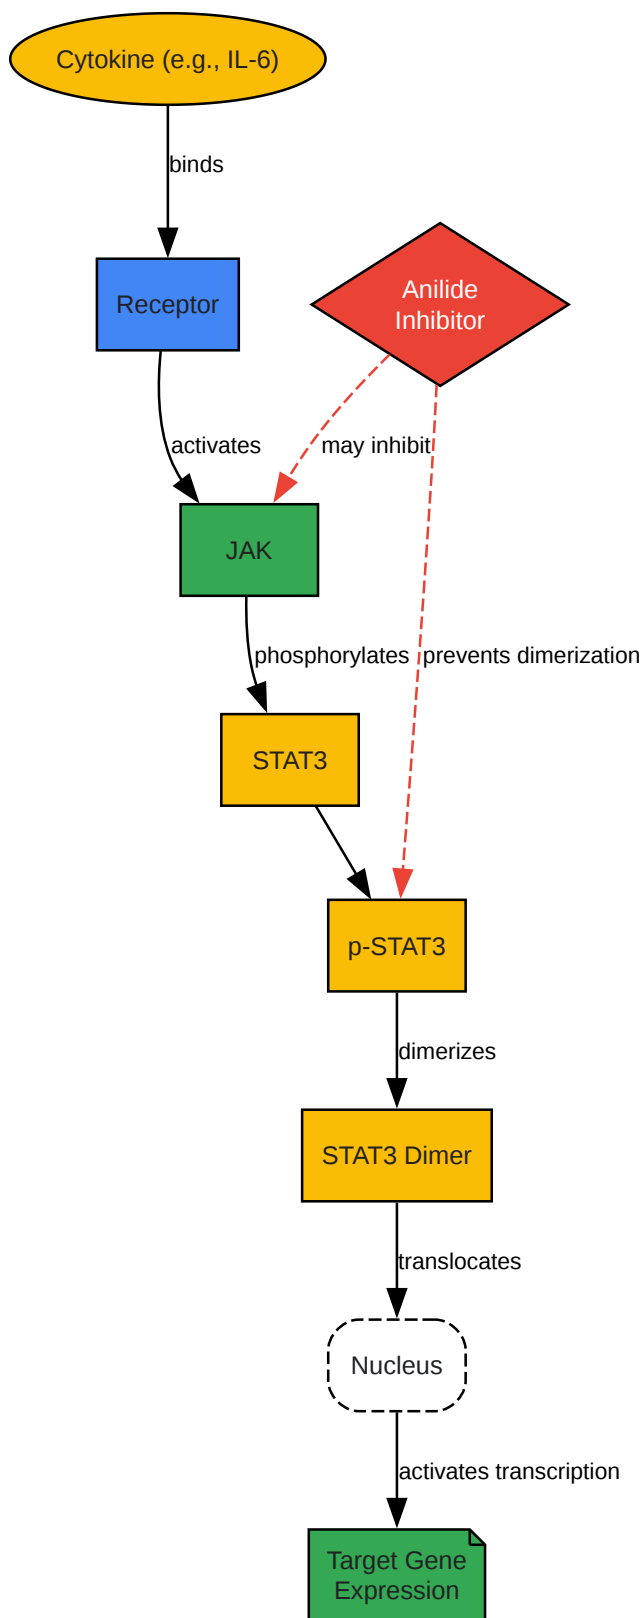 Cytokine (e.g., IL-6)
binds
Receptor
Anilide
Inhibitor
activates
may inhibit
JAK
phosphorylates
prevents dimerization
STAT3
p-STAT3
dimerizes
STAT3 Dimer
translocates
Nucleus
activates transcription
Target Gene
Expression